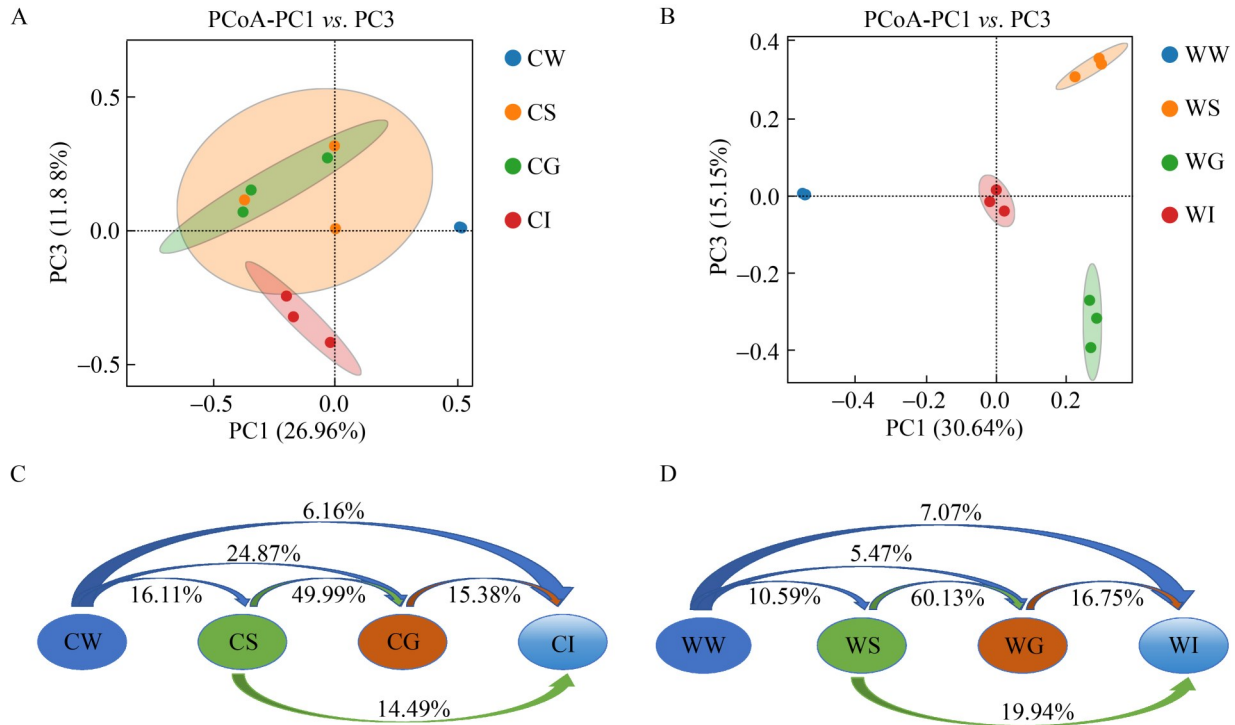 A
PCoA-PC1 vs. PC3
0.5
0.0
–0.5
PC3 (11.8 8%)
–0.5
0.0
0.5
PC1 (26.96%)
CW
CS
CG
CI
B
PCoA-PC1 vs. PC3
0.4
0.2
0.0
–0.2
–0.4
PC3 (15.15%)
–0.4
–0.2
0.0
0.2
PC1 (30.64%)
WW
WS
WG
WI
C
6.16%
24.87%
16.11%
49.99%
15.38%
CW
CS
CG
CI
14.49%
D
7.07%
5.47%
10.59%
60.13%
16.75%
WW
WS
WG
WI
19.94%